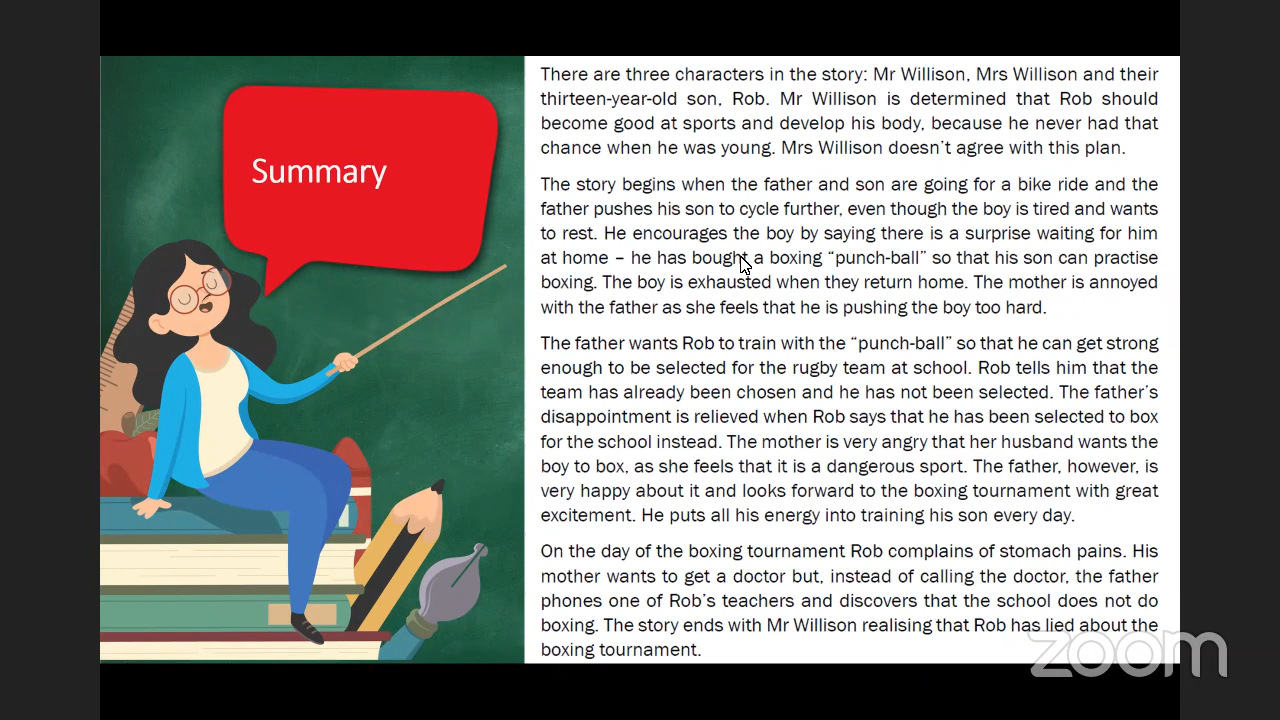 Summary
There are three characters in the story: Mr Willison, Mrs Willison and their
thirteen-year-old son, Rob. Mr Willison is determined that Rob should
become good at sports and develop his body, because he never had that
chance when he was young. Mrs Willison doesn’t agree with this plan.
The story begins when the father and son are going for a bike ride and the
father pushes his son to cycle further, even though the boy is tired and wants
to rest. He encourages the boy by saying there is a surprise waiting for him
at home – he has bought a boxing “punch-ball” so that his son can practise
boxing. The boy is exhausted when they return home. The mother is annoyed
with the father as she feels that he is pushing the boy too hard.
The father wants Rob to train with the “punch-ball” so that he can get strong
enough to be selected for the rugby team at school. Rob tells him that the
team has already been chosen and he has not been selected. The father’s
disappointment is relieved when Rob says that he has been selected to box
for the school instead. The mother is very angry that her husband wants the
boy to box, as she feels that it is a dangerous sport. The father, however, is
very happy about it and looks forward to the boxing tournament with great
excitement. He puts all his energy into training his son every day.
On the day of the boxing tournament Rob complains of stomach pains. His
mother wants to get a doctor but, instead of calling the doctor, the father
phones one of Rob’s teachers and discovers that the school does not do
boxing. The story ends with Mr Willison realising that Rob has lied about the
boxing tournament.
zoom